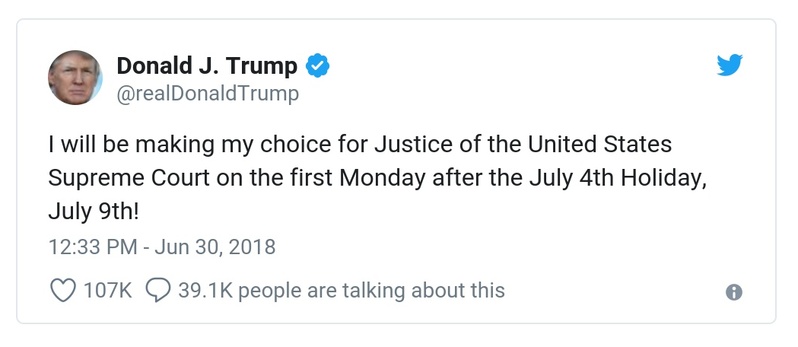 Donald J. Trump
@realDonaldTrump
I will be making my choice for Justice of the United States
Supreme Court on the first Monday after the July 4th Holiday,
July 9th!
12:33 PM - Jun 30, 2018
107K 39.1K people are talking about this